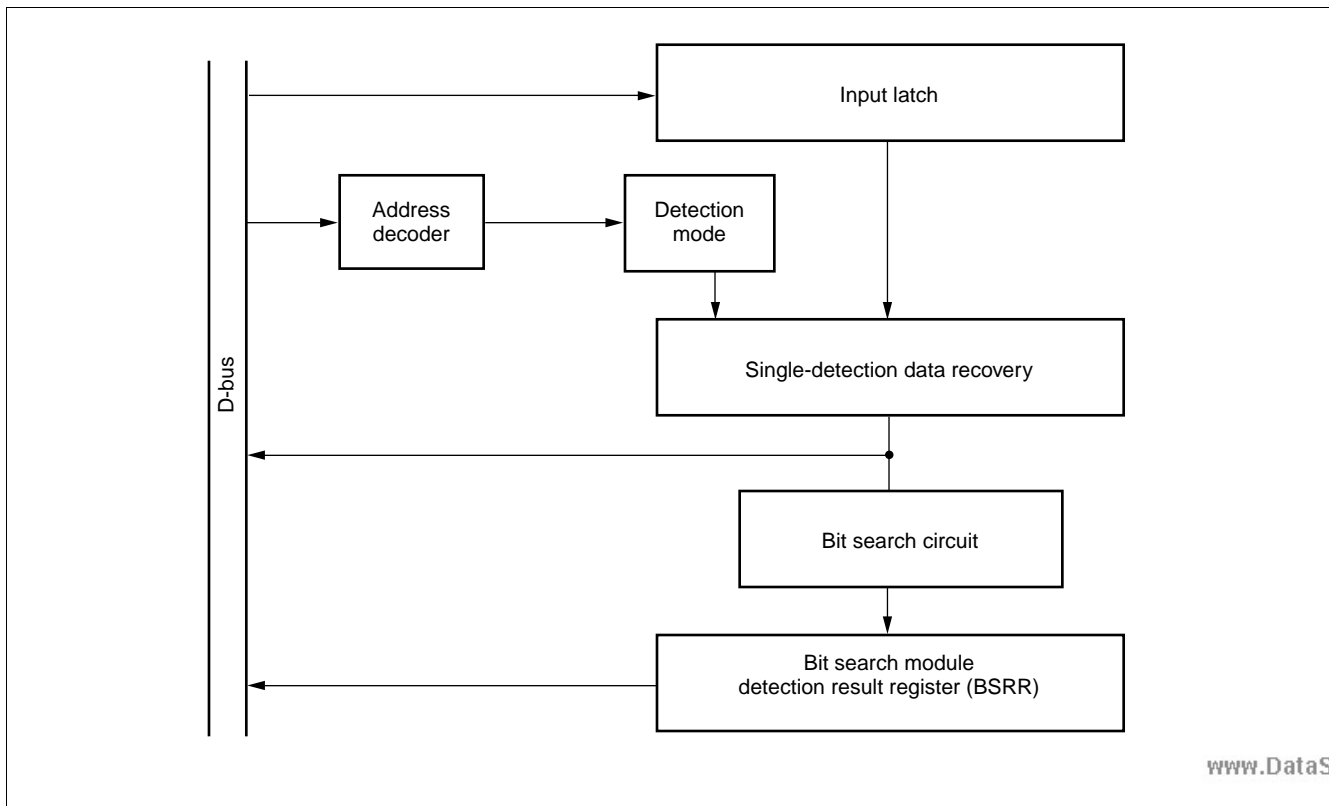 Input latch
Address
decoder
Detection
mode
Single-detection data recovery
D-bus
Bit search circuit
Bit search module
detection result register (BSRR)
www.DataS